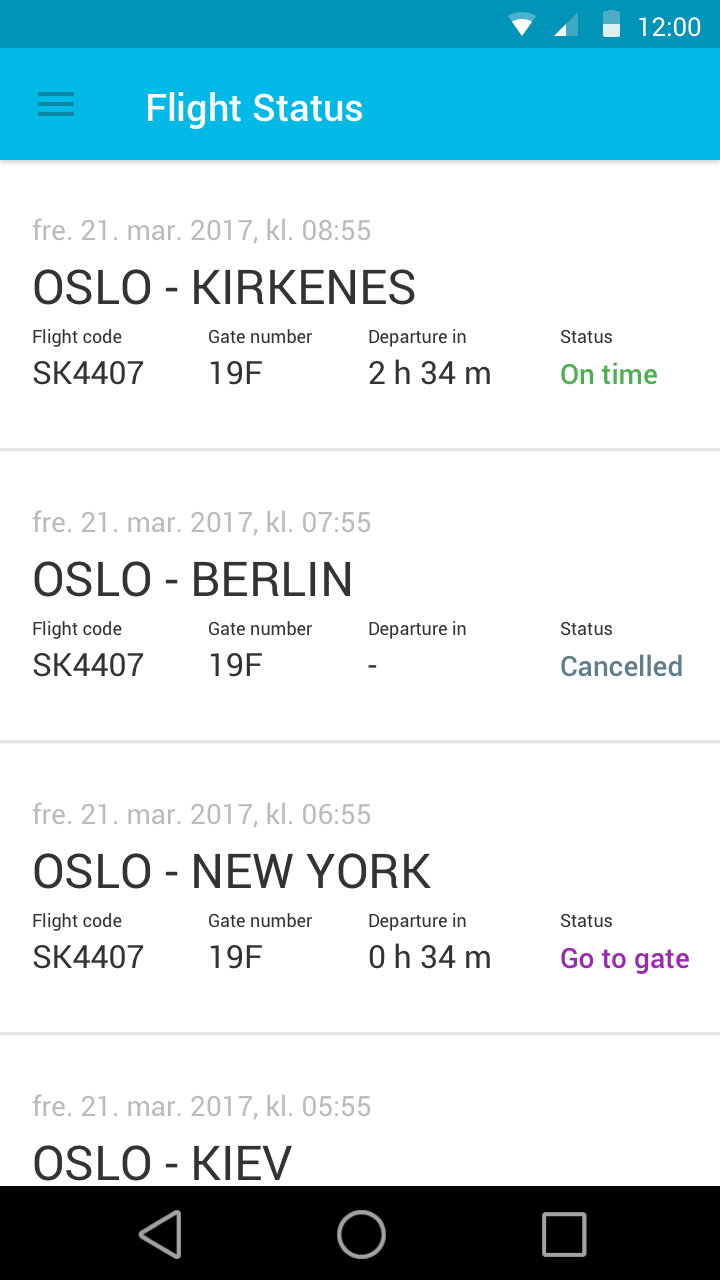 12:00
Flight Status
fre. 21. mar. 2017, kl. 08:55
OSLO - KIRKENES
Flight code Gate number Departure in Status
SK4407 19F 2 h 34 m On time
fre. 21. mar. 2017, kl. 07:55
OSLO - BERLIN
Flight code Gate number Departure in Status
SK4407 19F - Cancelled
fre. 21. mar. 2017, kl. 06:55
OSLO - NEW YORK
Flight code Gate number Departure in Status
SK4407 19F 0 h 34 m Go to gate
fre. 21. mar. 2017, kl. 05:55
OSLO - KIEV